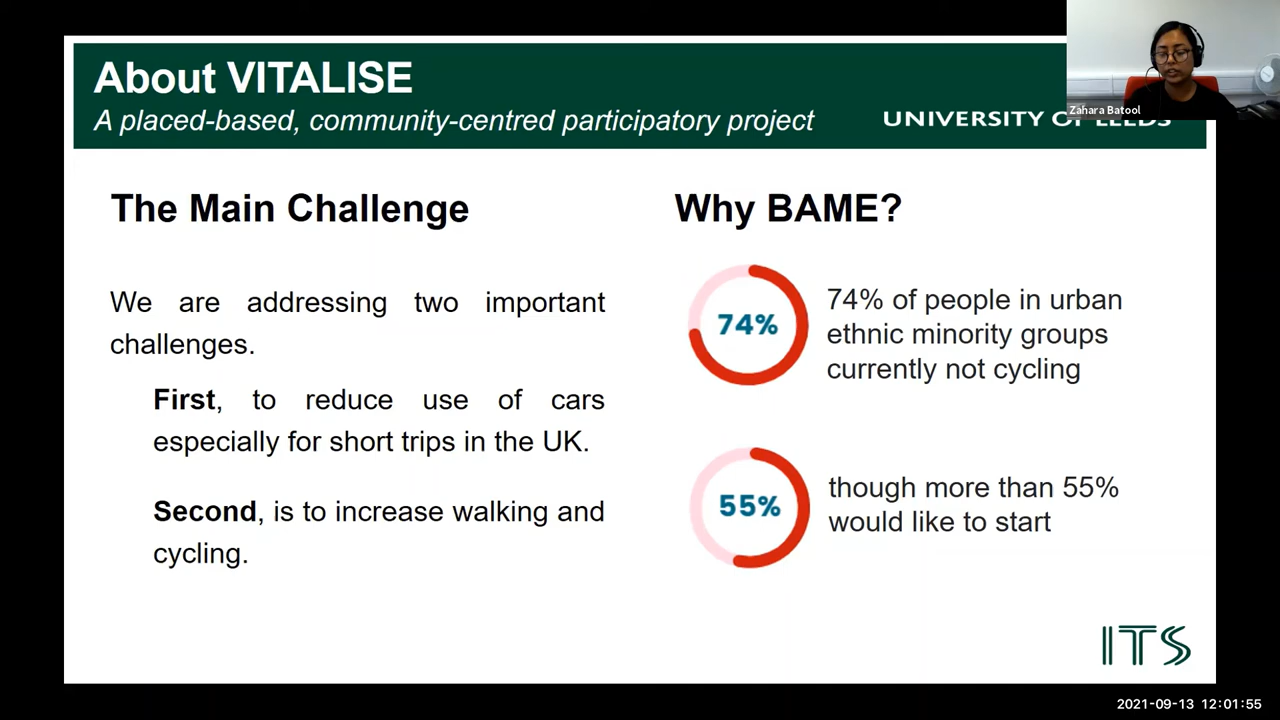 About VITALISE
A placed-based, community-centred participatory project
UNIVERSITY OF LEEDS
Zahara Batool
The Main Challenge
We are addressing two important
challenges.
First, to reduce use of cars
especially for short trips in the UK.
Second, is to increase walking and
cycling.
Why BAME?
74%
74% of people in urban
ethnic minority groups
currently not cycling
55%
though more than 55%
would like to start
ITS
2021-09-13 12:01:55